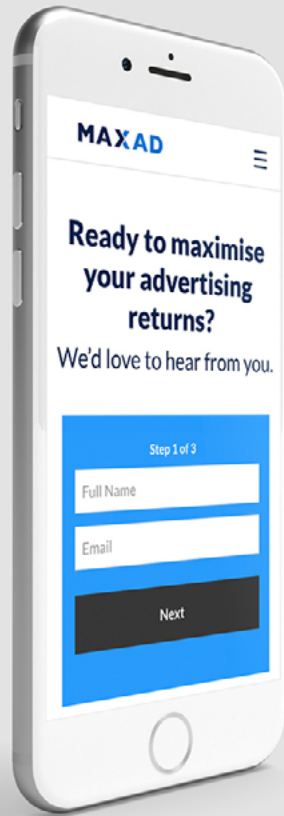 MAXAD
Ready to maximise
your advertising
returns?
We'd love to hear from you.
Step 1 of 3
Full Name
Email
Next